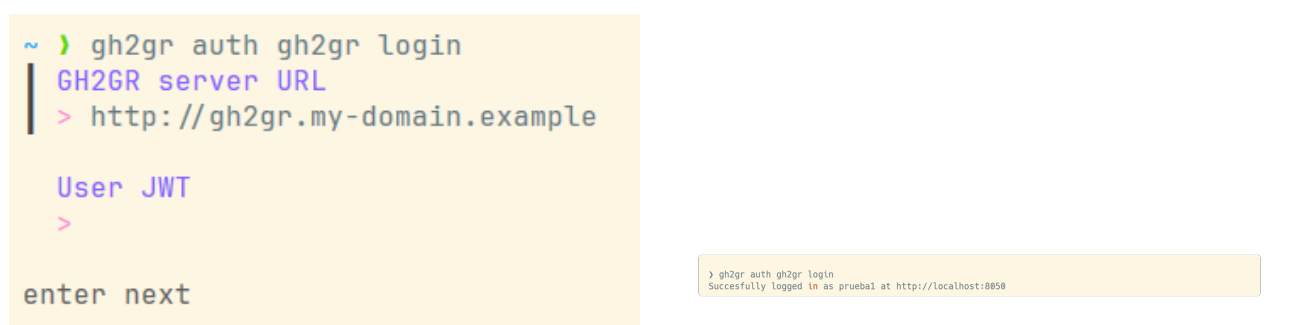 ~ ❯ gh2gr auth gh2gr login
GH2GR server URL
> http://gh2gr.my-domain.example
User JWT
>
enter next
❯ gh2gr auth gh2gr login
Succesfully logged in as prueba1 at http://localhost:8050